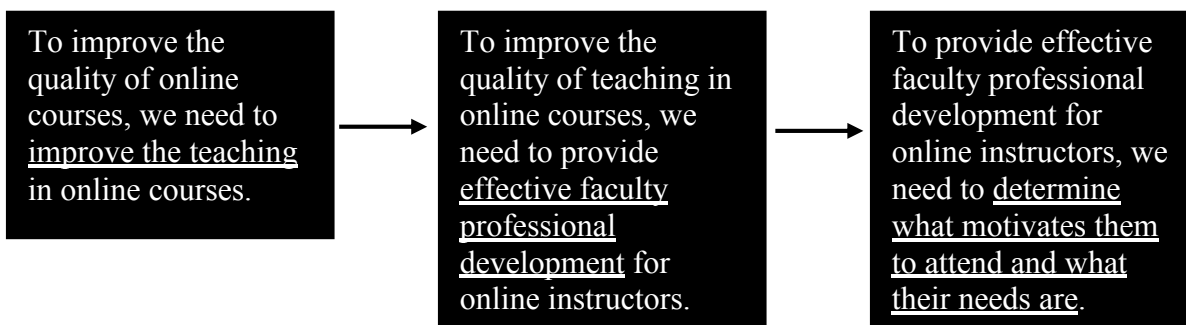 To improve the
quality of online
courses, we need to
improve the teaching
in online courses.
To improve the
quality of teaching in
online courses, we
need to provide
effective faculty
professional
development for
online instructors.
To provide effective
faculty professional
development for
online instructors, we
need to determine
what motivates them
to attend and what
their needs are.